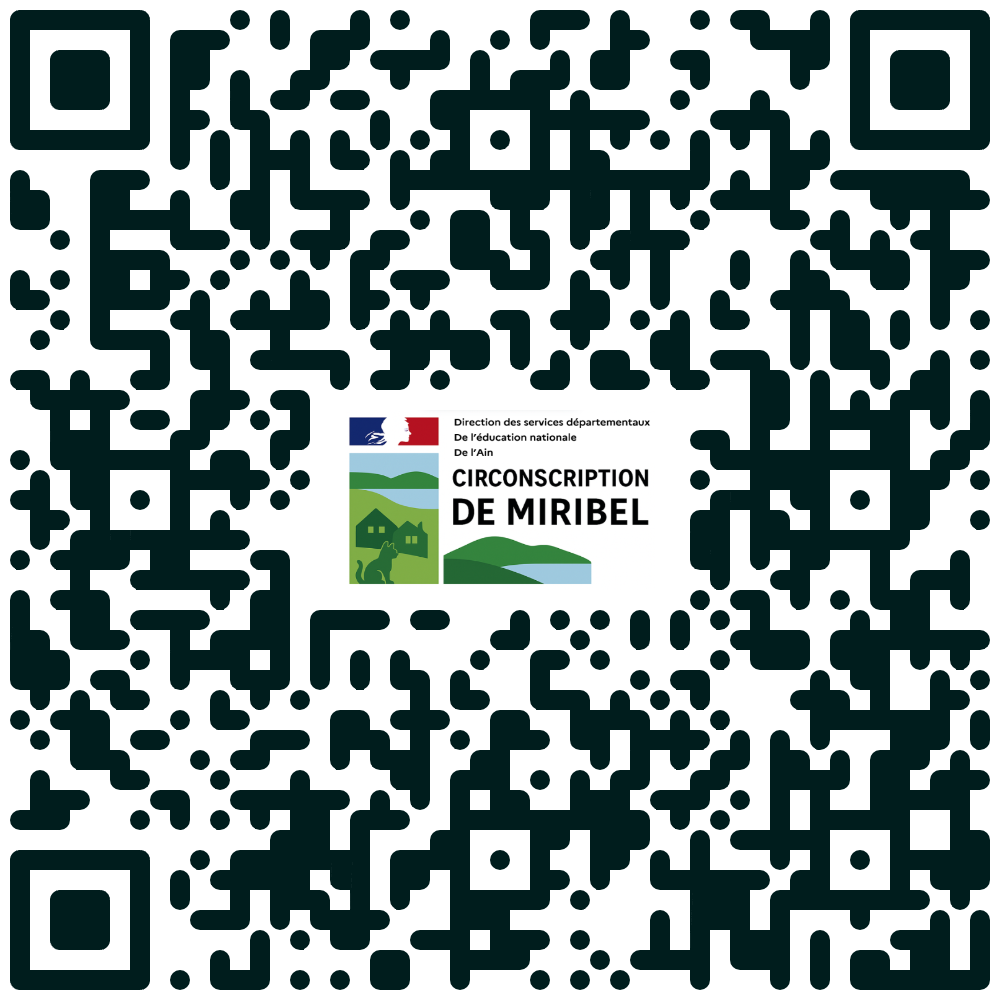 Direction des services départementaux
De l'éducation nationale
De l'Ain
CIRCONSCRIPTION
DE MIRIBEL